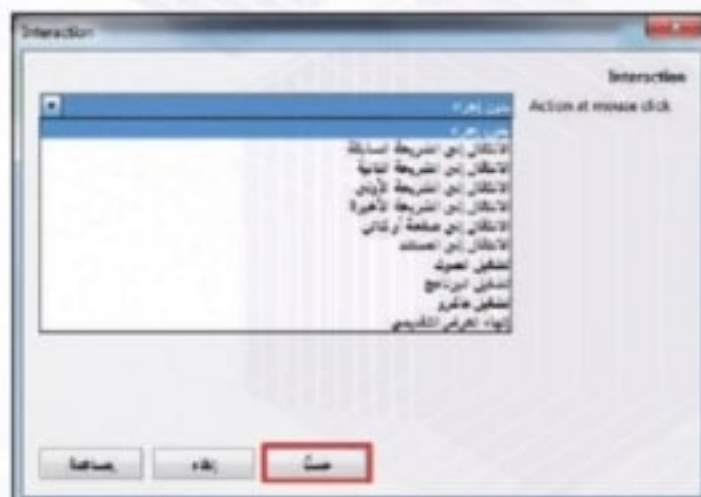 Interaction
Interaction
Action at mouse click
بدون إجراء
بدون إجراء
الانتقال إلى الشريحة السابقة
الانتقال إلى الشريحة التالية
الانتقال إلى الشريحة الأولى
الانتقال إلى الشريحة الأخيرة
الانتقال إلى صفحة أو كائن
الانتقال إلى المستند
تشغيل الصوت
تشغيل البرنامج
تشغيل ماكرو
إنهاء العرض التقديمي
حسنًا
إلغاء
مساعدة